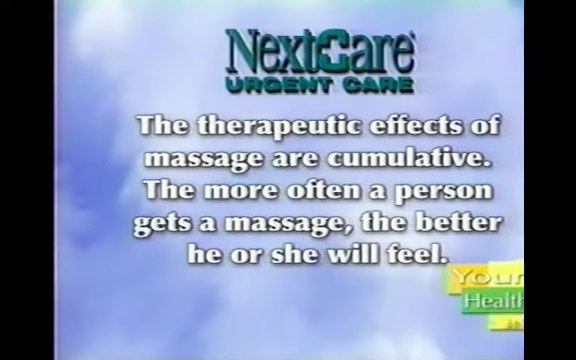 NextCare
URGENT CARE
The therapeutic effects of
massage are cumulative.
The more often a person
gets a massage, the better
he or she will feel.
Your
Health